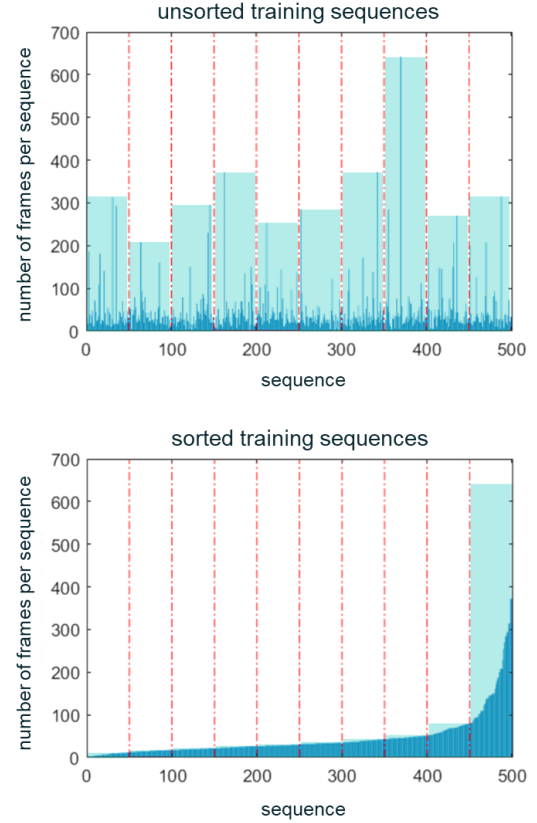 unsorted training sequences
700
600
500
400
300
200
100
0
number of frames per sequence
0 100 200 300 400 500
sequence
sorted training sequences
700
600
500
400
300
200
100
0
number of frames per sequence
0 100 200 300 400 500
sequence